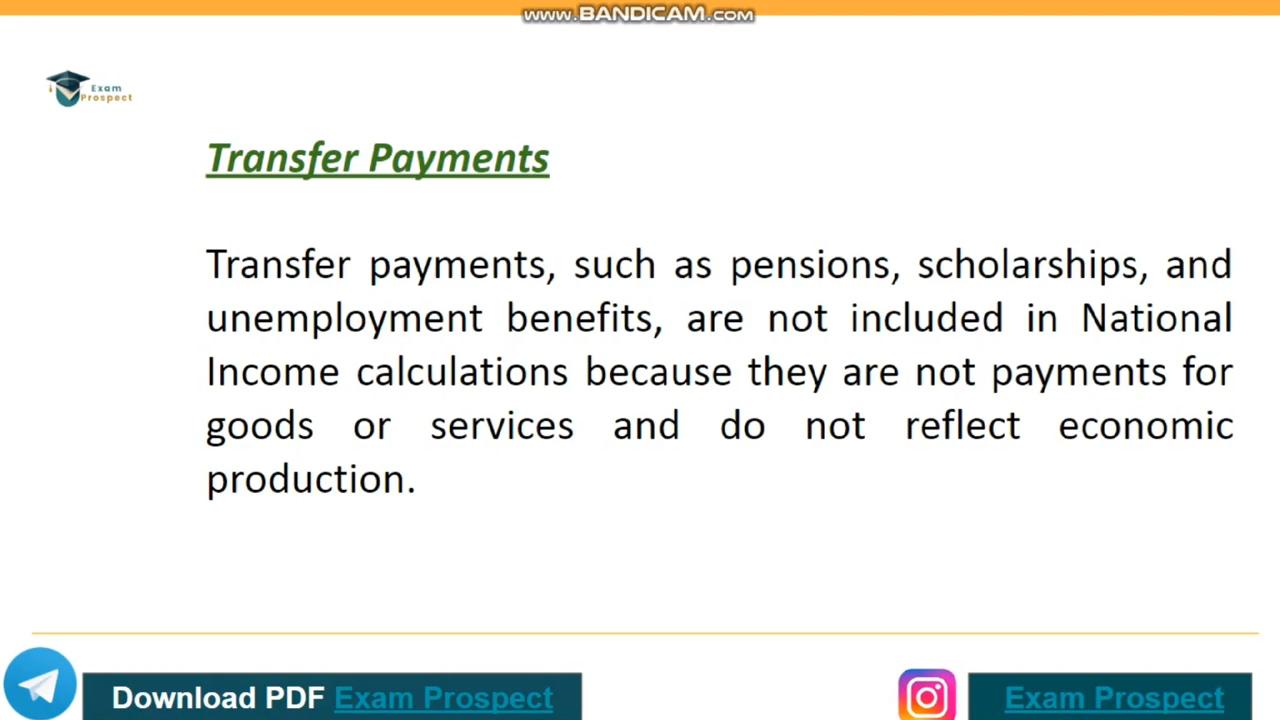 www.BANDICAM.com
Exam
Prospect
Transfer Payments
Transfer payments, such as pensions, scholarships, and
unemployment benefits, are not included in National
Income calculations because they are not payments for
goods or services and do not reflect economic
production.
Download PDF Exam Prospect
Exam Prospect